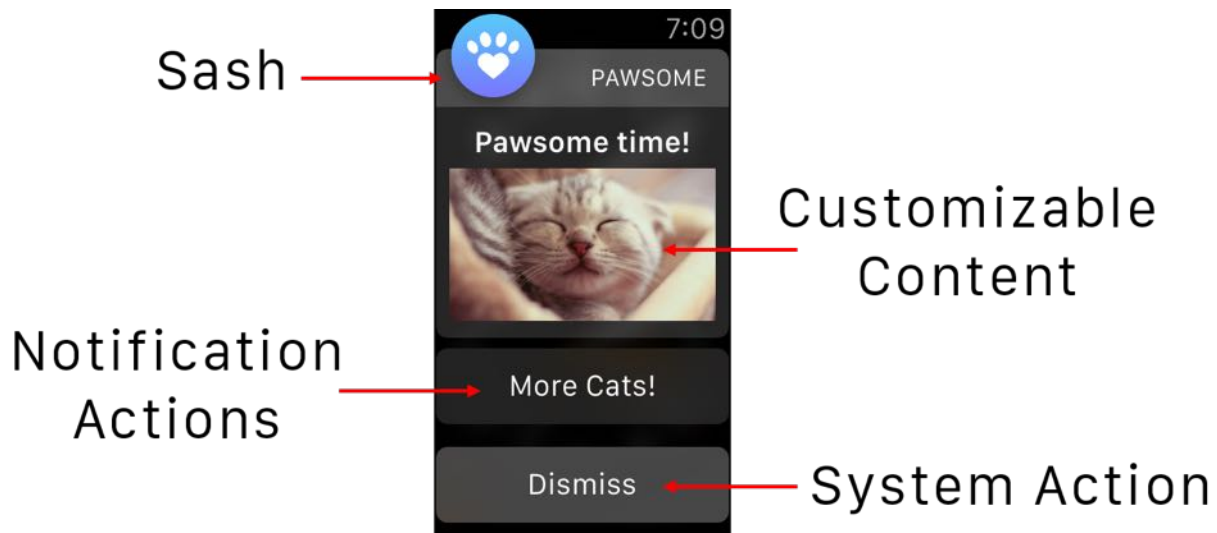 7:09
Sash
PAWSOME
Pawsome time!
Customizable
Content
Notification
Actions
More Cats!
Dismiss
System Action